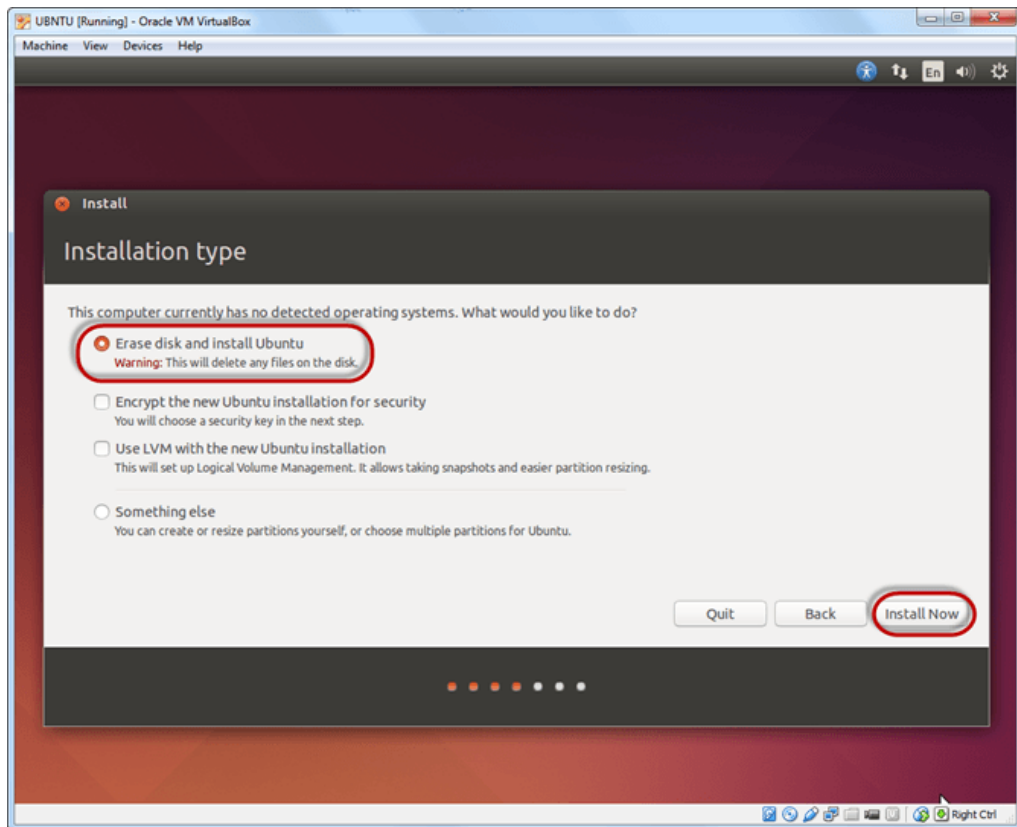 UBNTU [Running] - Oracle VM VirtualBox
Machine View Devices Help
En
Install
Installation type
This computer currently has no detected operating systems. What would you like to do?
Erase disk and install Ubuntu
Warning: This will delete any files on the disk.
Encrypt the new Ubuntu installation for security
You will choose a security key in the next step.
Use LVM with the new Ubuntu installation
This will set up Logical Volume Management. It allows taking snapshots and easier partition resizing.
Something else
You can create or resize partitions yourself, or choose multiple partitions for Ubuntu.
Quit Back Install Now
Right Ctrl